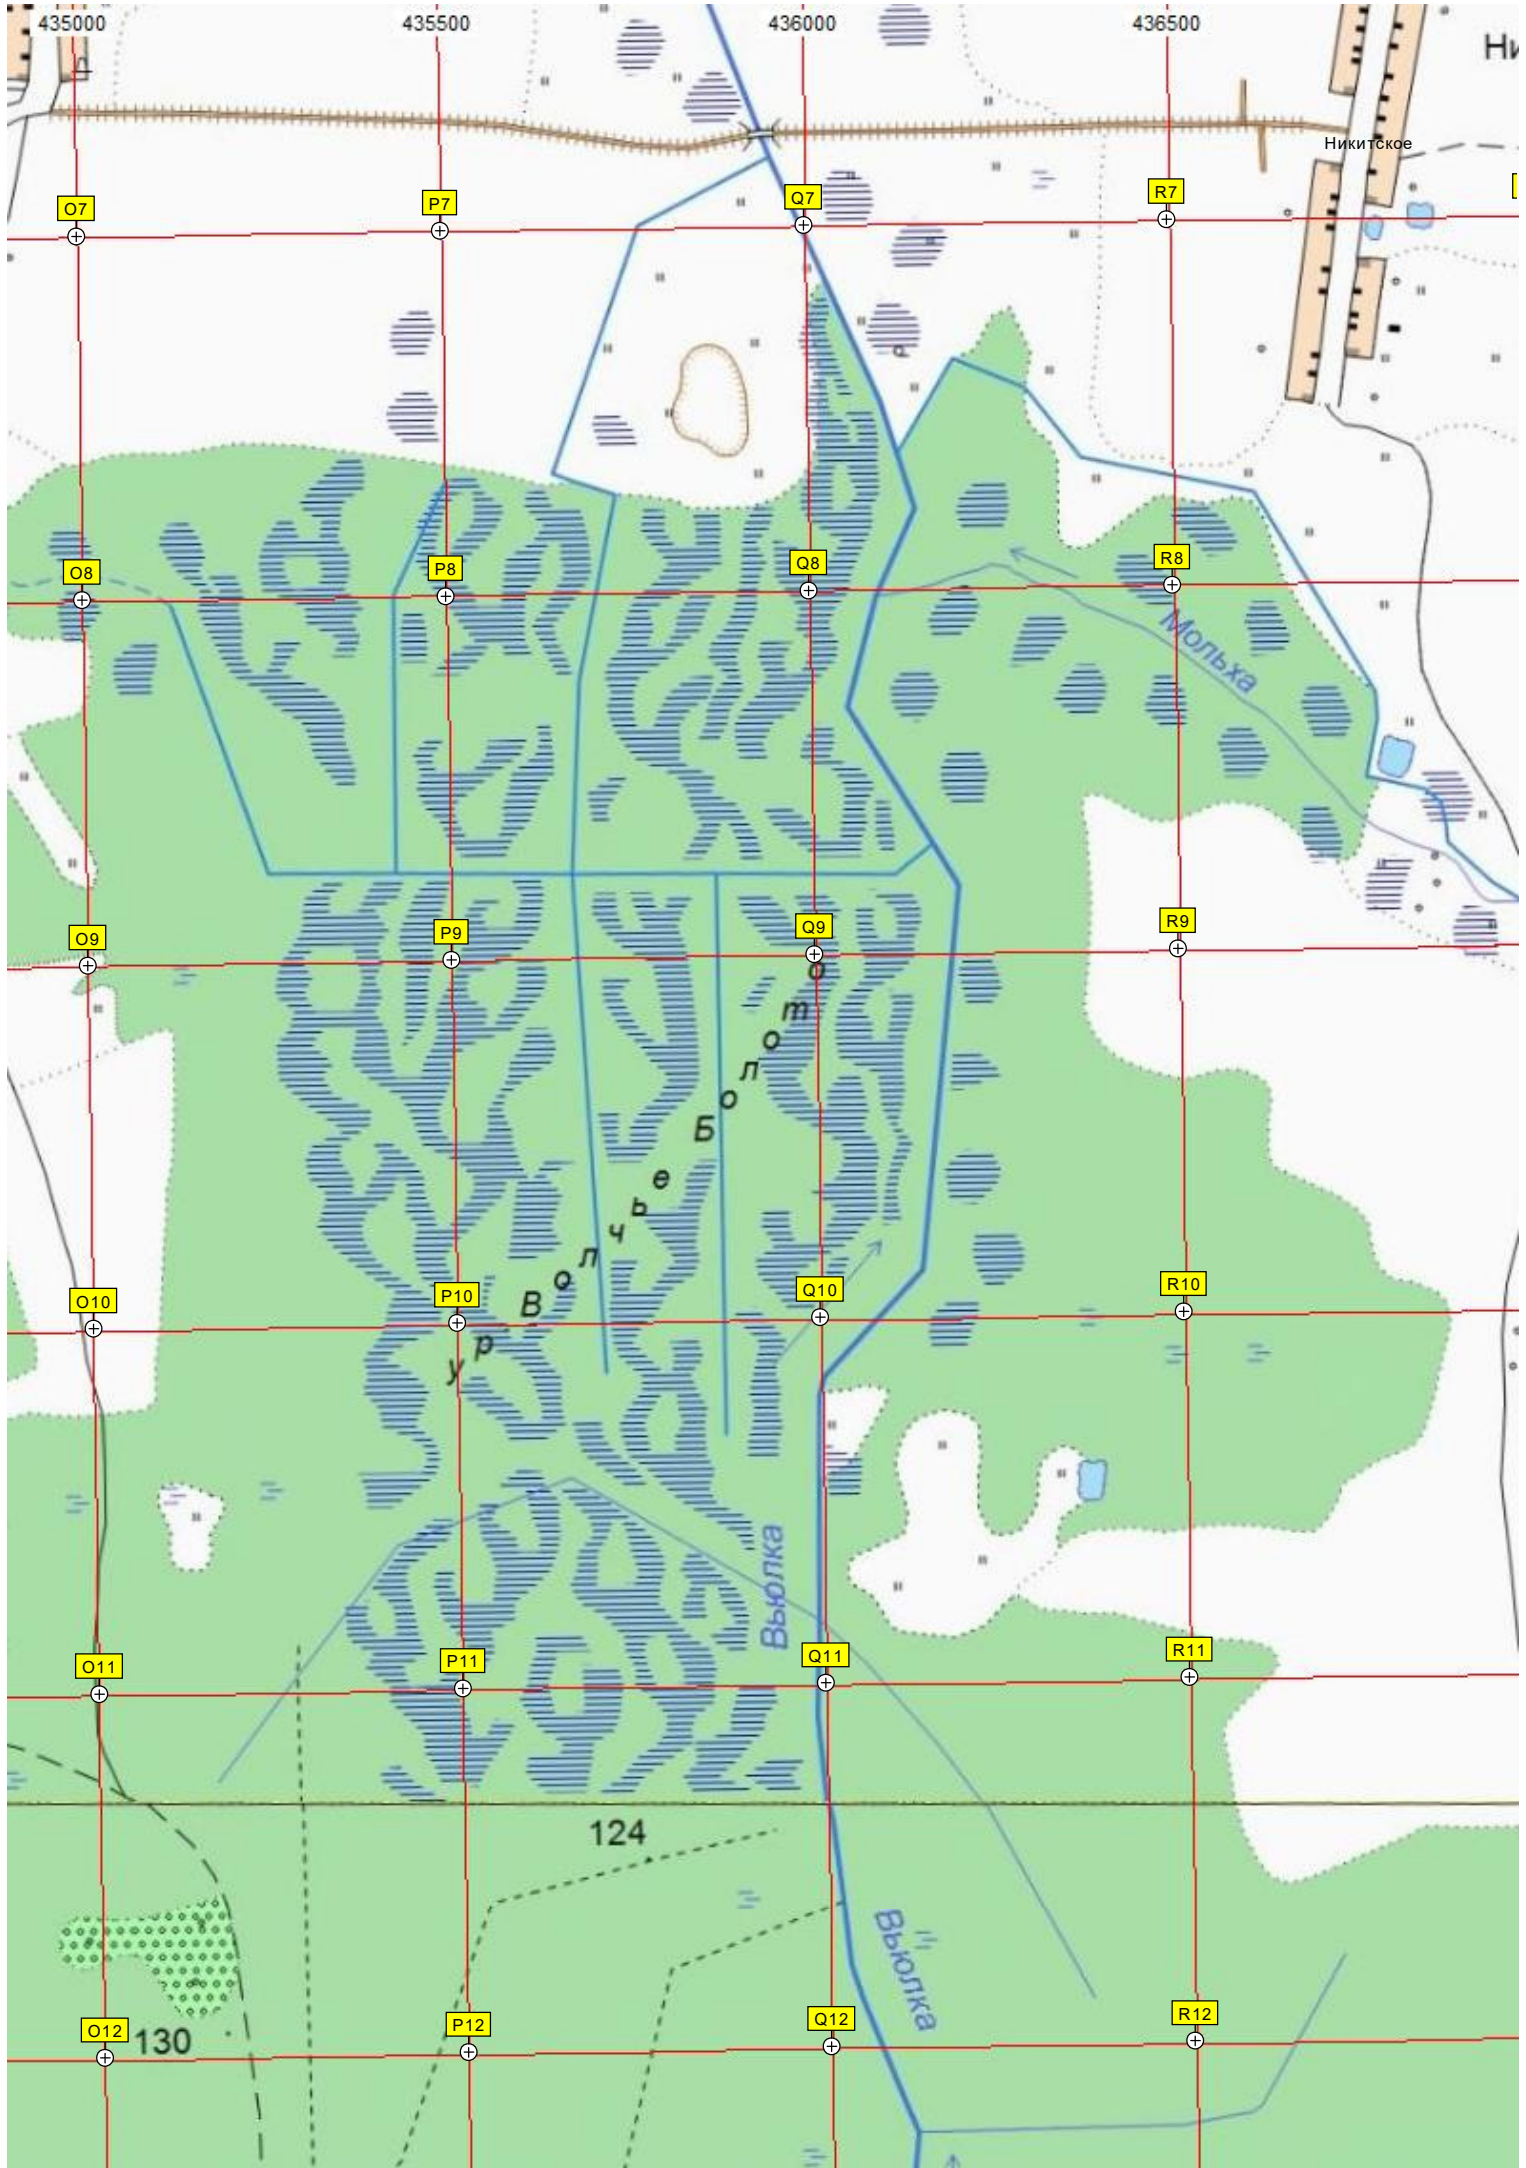 435000 435500 436000 436500
Ни
Никитское
O7 P7 Q7 R7
O8 P8 Q8 R8
Мольха
O9 P9 Q9 R9
ур. Волчье Болото
O10 P10 Q10 R10
Вьюлка
O11 P11 Q11 R11
124
Вьюлка
O12 P12 Q12 R12
130